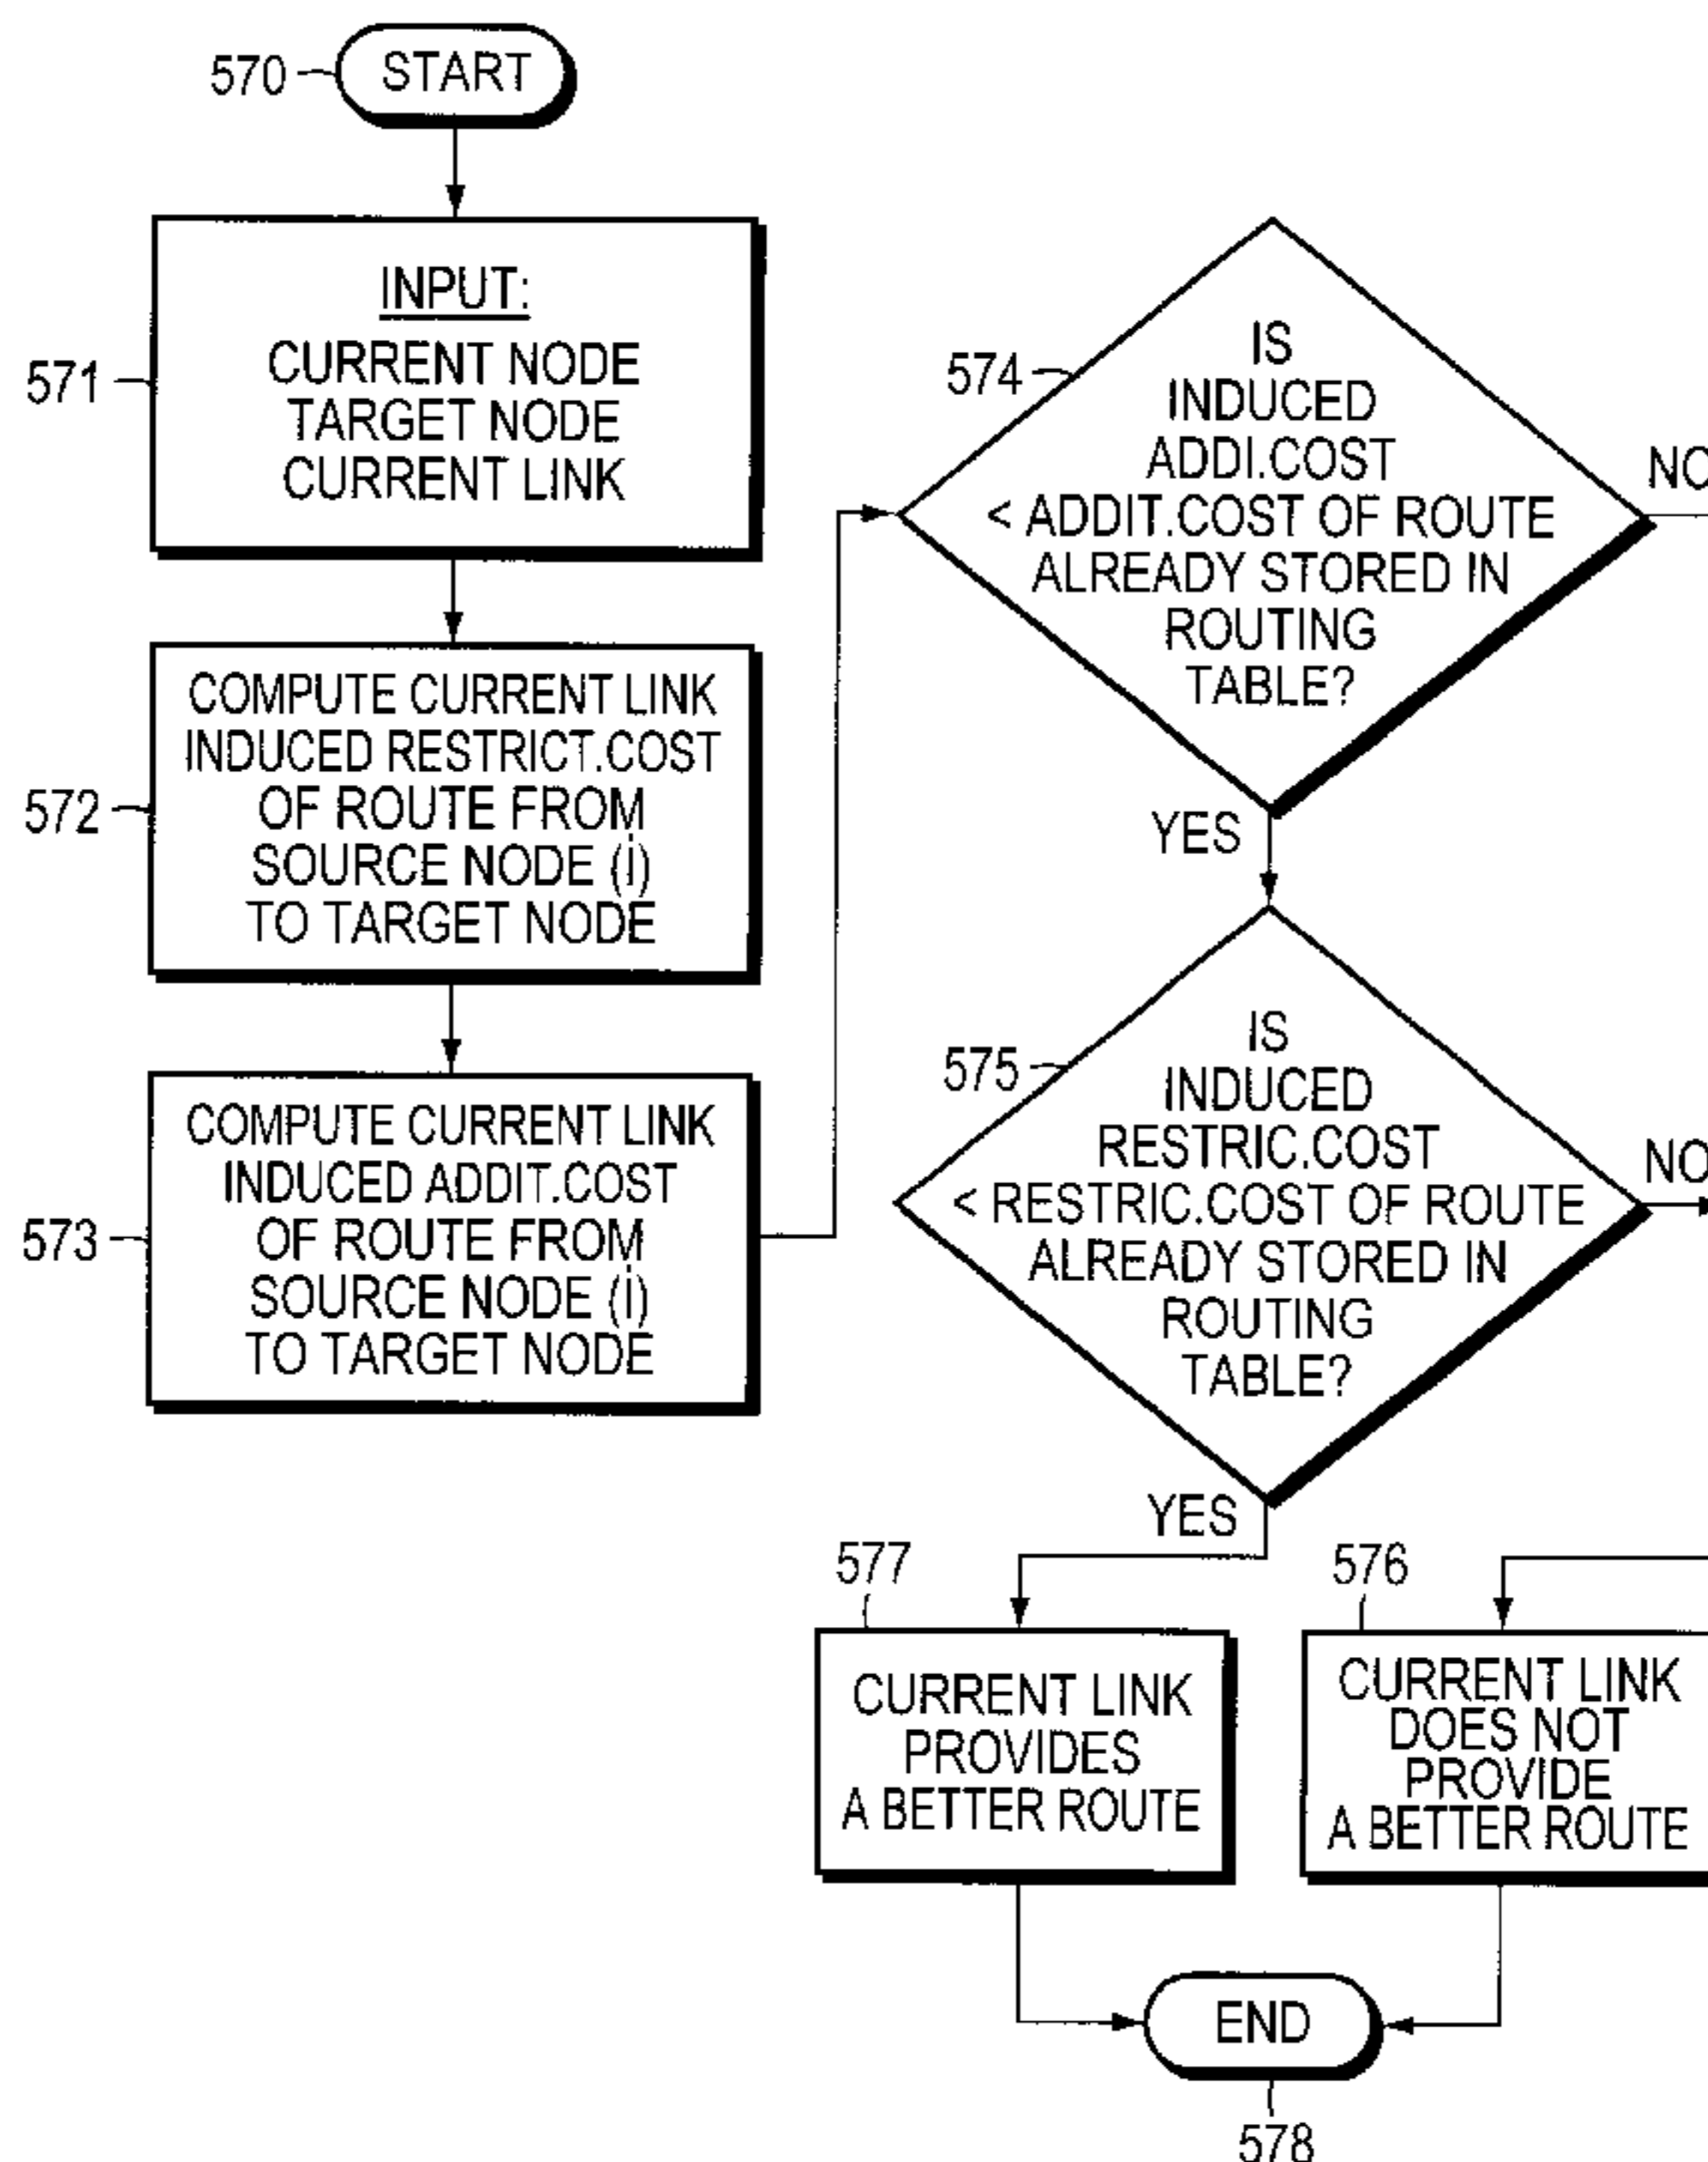 570
START
571
INPUT:
CURRENT NODE
TARGET NODE
CURRENT LINK
572
COMPUTE CURRENT LINK
INDUCED RESTRICT.COST
OF ROUTE FROM
SOURCE NODE (i)
TO TARGET NODE
573
COMPUTE CURRENT LINK
INDUCED ADDIT.COST
OF ROUTE FROM
SOURCE NODE (i)
TO TARGET NODE
574
IS
INDUCED
ADDI.COST
< ADDIT.COST OF ROUTE
ALREADY STORED IN
ROUTING
TABLE?
NO
YES
575
IS
INDUCED
RESTRIC.COST
< RESTRIC.COST OF ROUTE
ALREADY STORED IN
ROUTING
TABLE?
NO
YES
577
CURRENT LINK
PROVIDES
A BETTER ROUTE
576
CURRENT LINK
DOES NOT
PROVIDE
A BETTER ROUTE
END
578